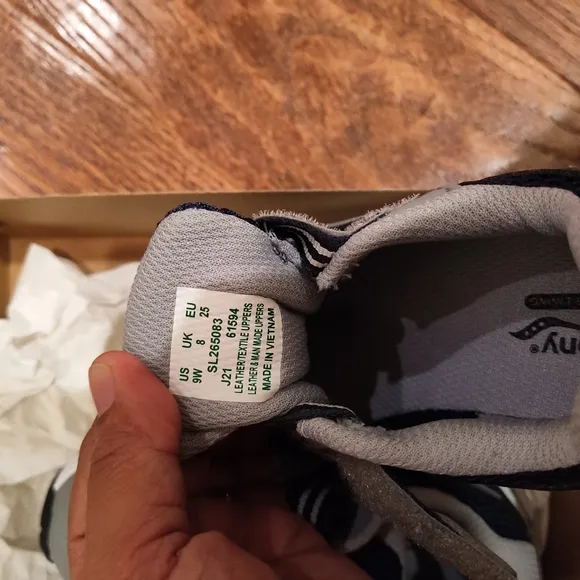 US UK EU
9W 8 25
SL265083
J21 61594
LEATHER/TEXTILE UPPERS
LEATHER & MAN MADE UPPERS
MADE IN VIETNAM
ony